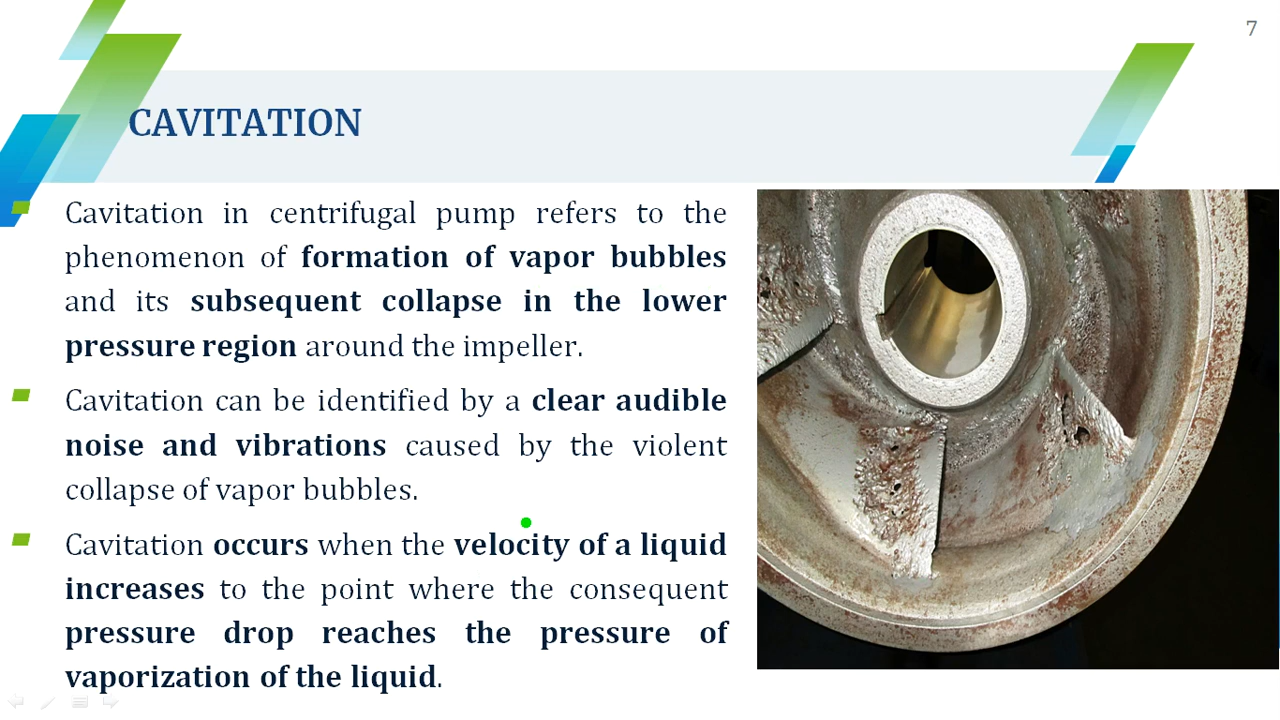 7
CAVITATION
Cavitation in centrifugal pump refers to the
phenomenon of formation of vapor bubbles
and its subsequent collapse in the lower
pressure region around the impeller.
Cavitation can be identified by a clear audible
noise and vibrations caused by the violent
collapse of vapor bubbles.
Cavitation occurs when the velocity of a liquid
increases to the point where the consequent
pressure drop reaches the pressure of
vaporization of the liquid.